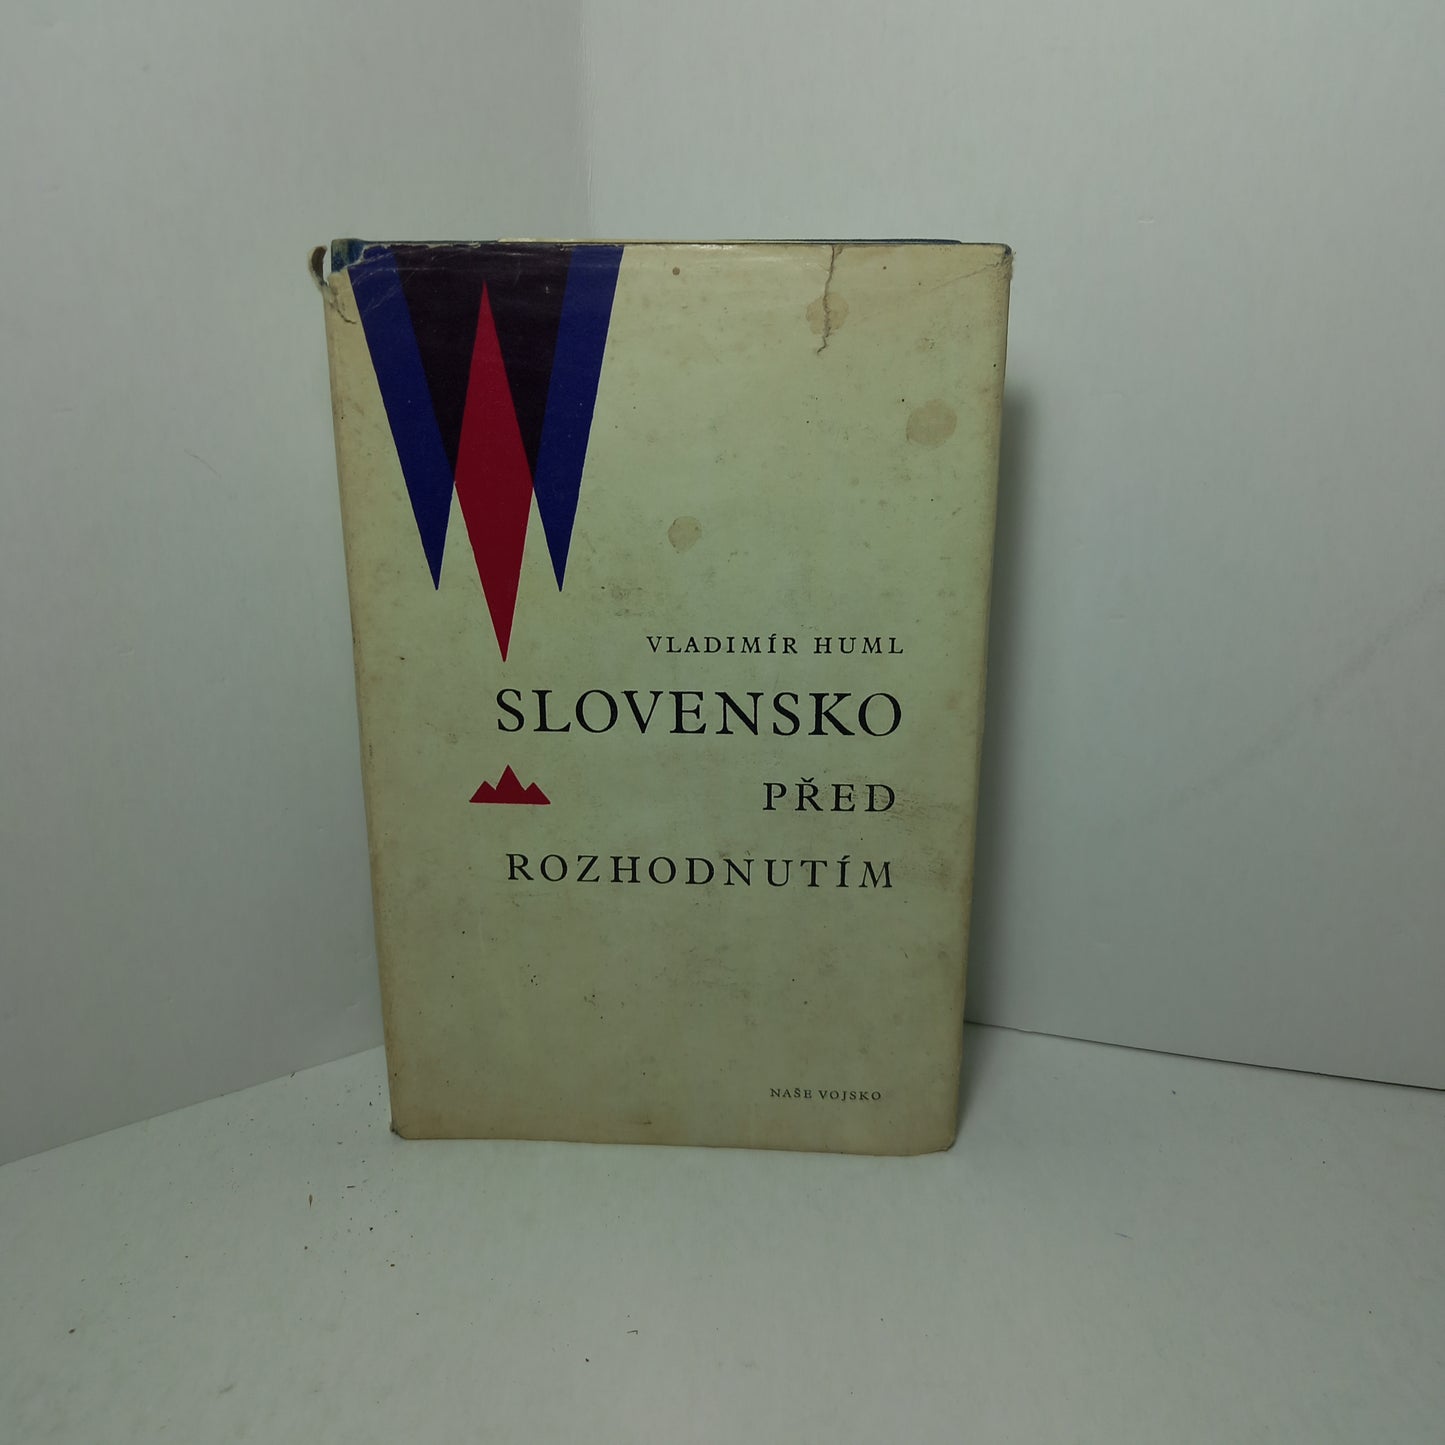 VLADIMÍR HUML
SLOVENSKO
PŘED
ROZHODNUTÍM
NAŠE VOJSKO